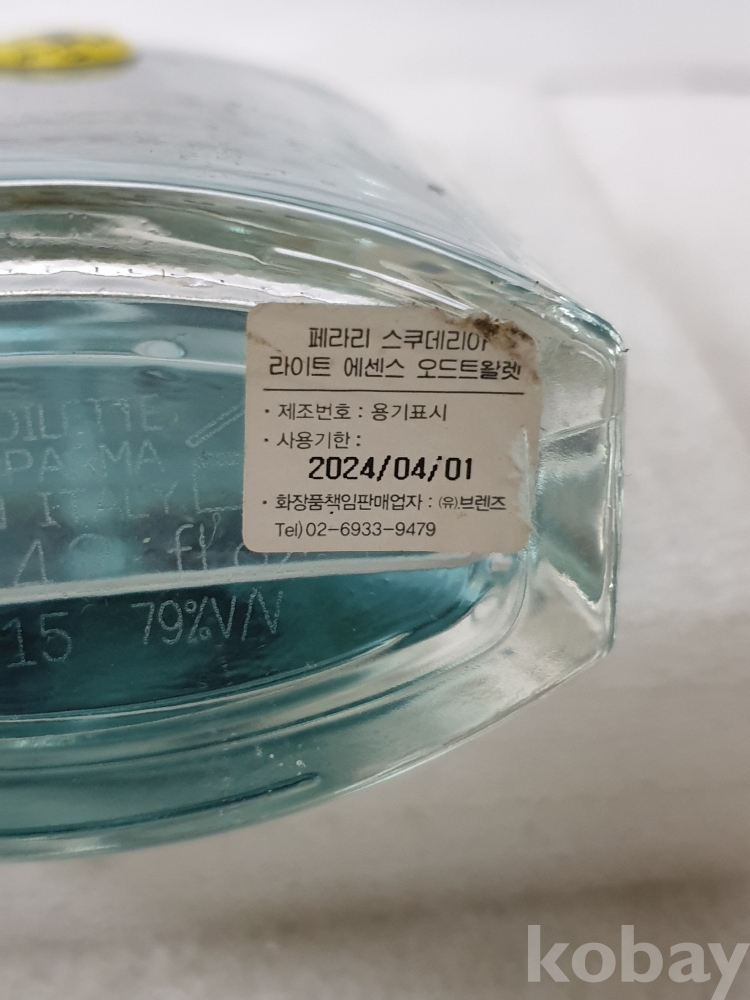 페라리 스쿠데리아
라이트 에센스 오드트왈렛
· 제조번호 : 용기표시
· 사용기한 :
2024/04/01
· 화장품책임판매업자 : ㈲.브렌즈
Tel) 02-6933-9479
OILETTE
PARMA
ITALY
fl
15 79%V/V
kobay